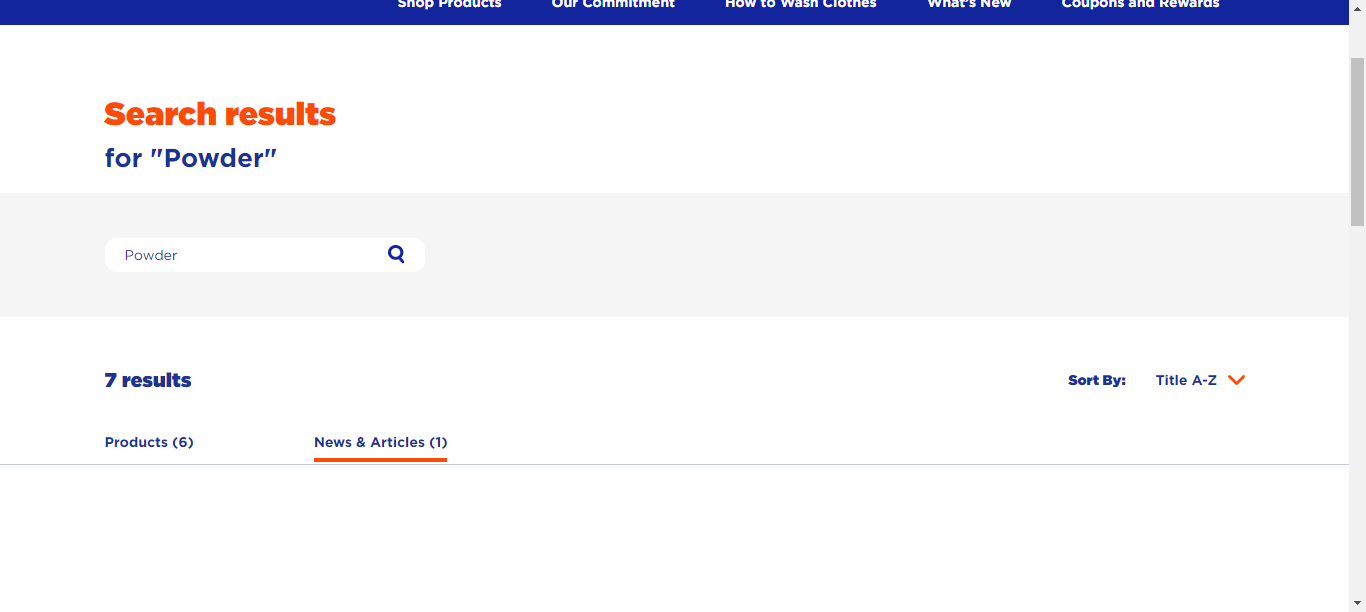 Shop Products Our Commitment How to Wash Clothes What's New Coupons and Rewards
Search results
for "Powder"
Powder
7 results Sort By: Title A-Z
Products (6) News & Articles (1)